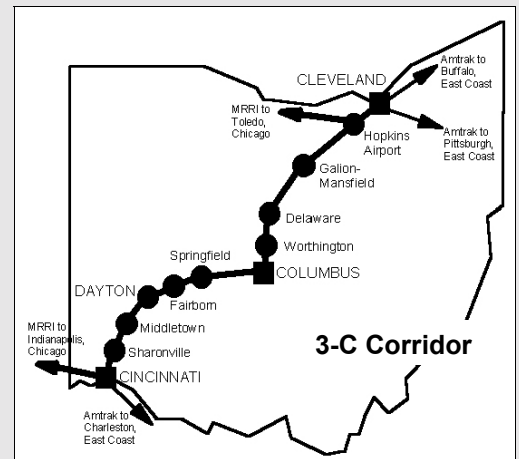 Amtrak to
Buffalo,
East Coast
CLEVELAND
MRRI to
Toledo,
Chicago
Hopkins
Airport
Amtrak to
Pittsburgh,
East Coast
Galion-
Mansfield
Delaware
Worthington
Springfield
COLUMBUS
DAYTON
Fairborn
Middletown
MRRI to
Indianapolis,
Chicago
Sharonville
3-C Corridor
CINCINNATI
Amtrak to
Charleston,
East Coast